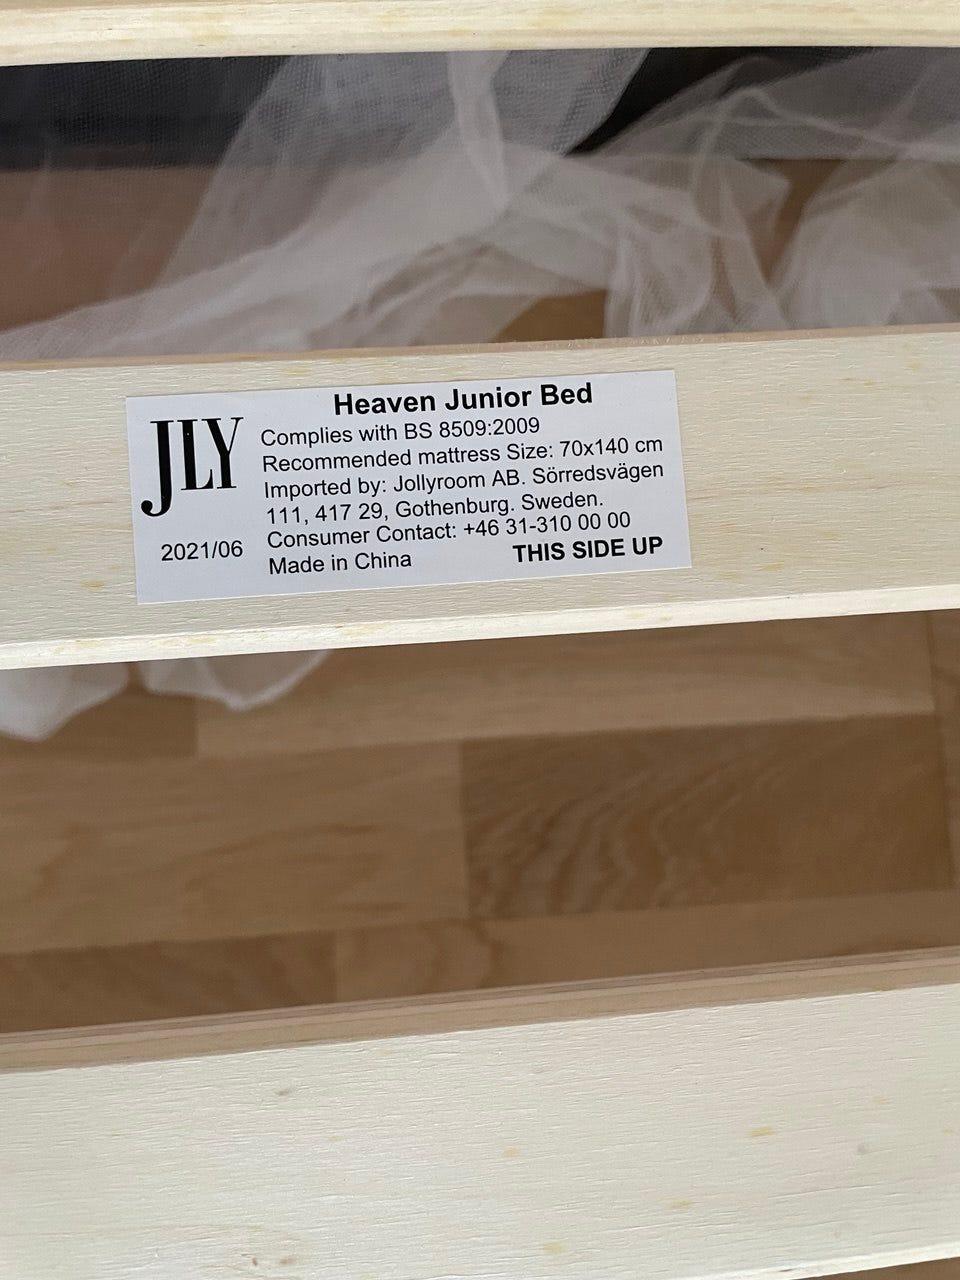 JLY
2021/06
Heaven Junior Bed
Complies with BS 8509:2009
Recommended mattress Size: 70x140 cm
Imported by: Jollyroom AB. Sörredsvägen
111, 417 29, Gothenburg. Sweden.
Consumer Contact: +46 31-310 00 00
Made in China
THIS SIDE UP